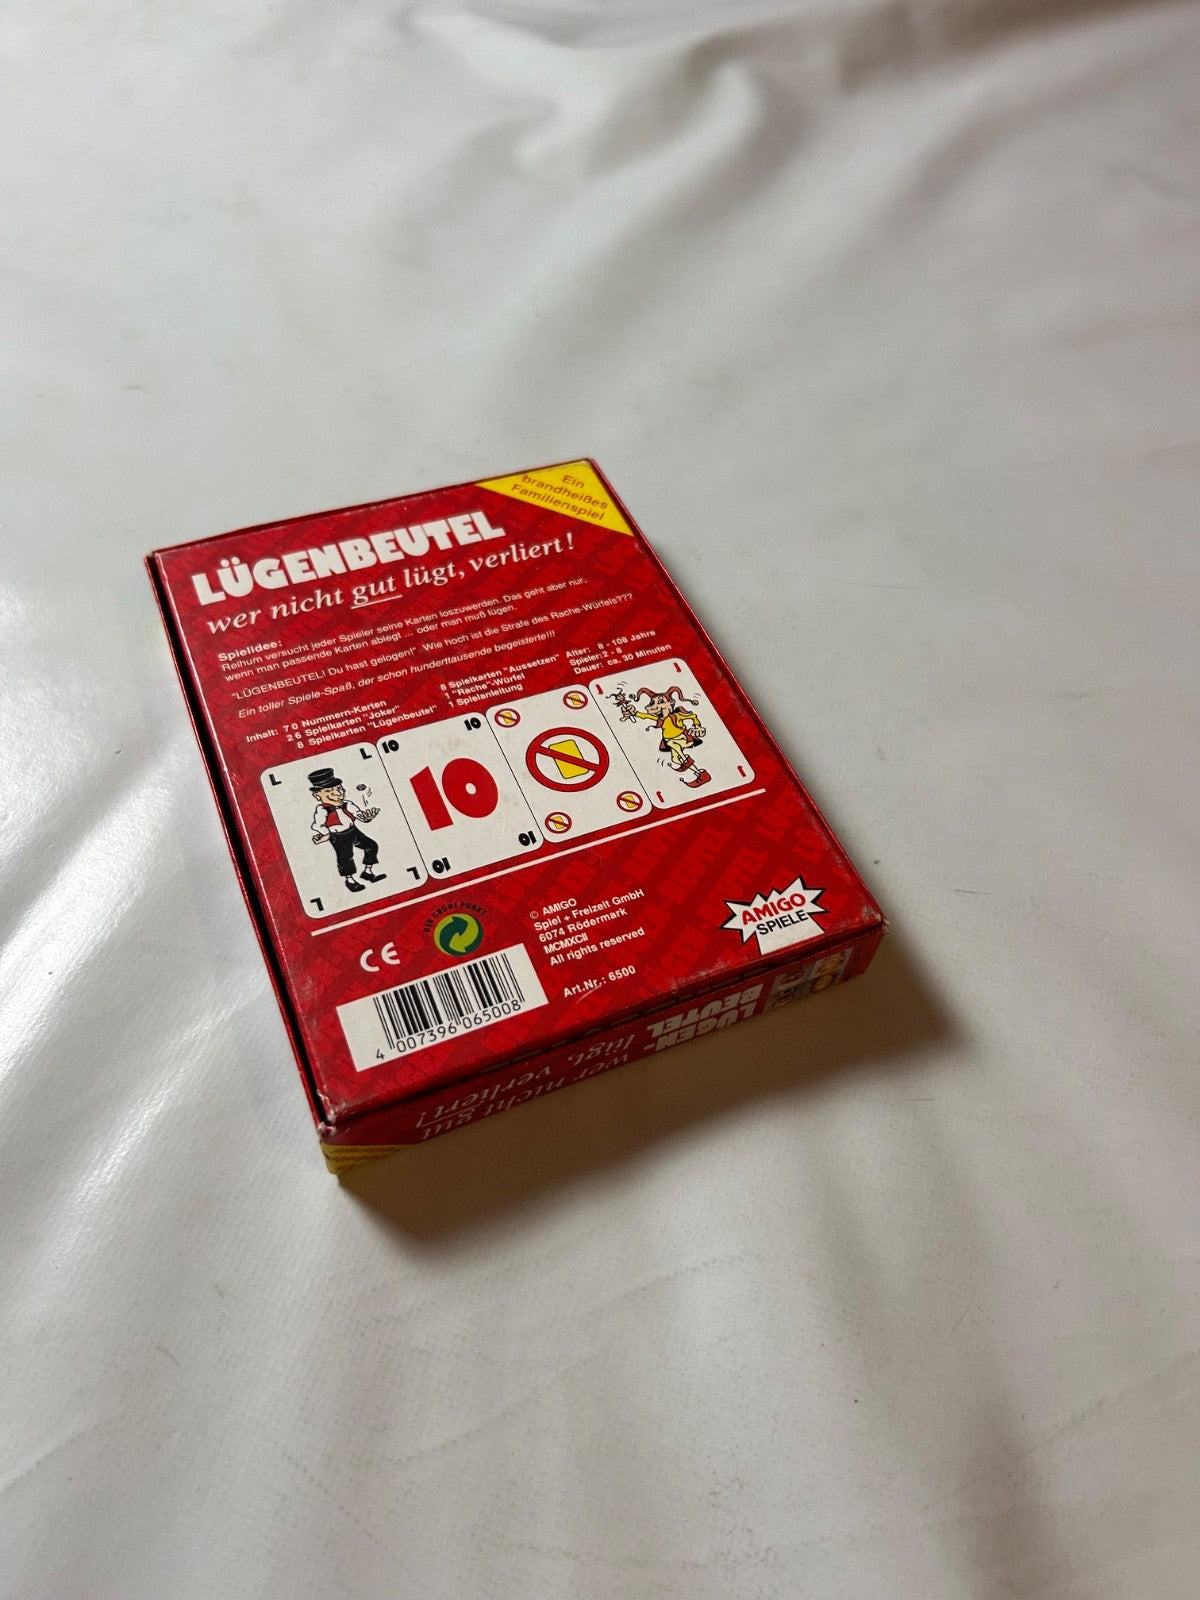 Ein
brandheißes
Familienspiel
LÜGENBEUTEL
wer nicht gut lügt, verliert!
Spielidee:
Reihum versucht jeder Spieler seine Karten loszuwerden. Das geht aber nur,
wenn man passende Karten ablegt ... oder man muß lügen.
"LÜGENBEUTEL! Du hast gelogen!" Wie hoch ist die Strafe des Rache-Würfels???
Ein toller Spiele-Spaß, der schon hunderttausende begeisterte!!!
Inhalt: 70 Nummern-Karten
26 Spielkarten "Joker"
8 Spielkarten "Lügenbeutel"
8 Spielkarten "Aussetzen"
1 "Rache"-Würfel
1 Spielanleitung
Alter: 8 - 108 Jahre
Spieler: 2 - 8
Dauer: ca. 30 Minuten
L L
L L
10 10
10
10 10
J J
J J
CE
DER GRÜNE PUNKT
© AMIGO
Spiel + Freizeit GmbH
6074 Rödermark
MCMXCII
All rights reserved
Art.Nr.: 6500
AMIGO
SPIELE
4 007396 065008
LÜGEN-
BEUTEL
wer nicht gut
lügt, verliert!